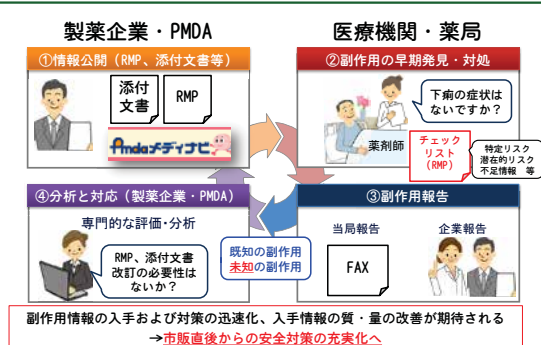 製薬企業・PMDA
医療機関・薬局
①情報公開（RMP、添付文書等）
添付
文書
RMP
Pmdaメディナビ
②副作用の早期発見・対処
下痢の症状は
ないですか？
薬剤師
チェック
リスト
（RMP）
特定リスク
潜在的リスク
不足情報　等
④分析と対応（製薬企業・PMDA）
専門的な評価・分析
RMP、添付文書
改訂の必要性は
ないか？
既知の副作用
未知の副作用
③副作用報告
当局報告
企業報告
FAX
副作用情報の入手および対策の迅速化、入手情報の質・量の改善が期待される
→市販直後からの安全対策の充実化へ